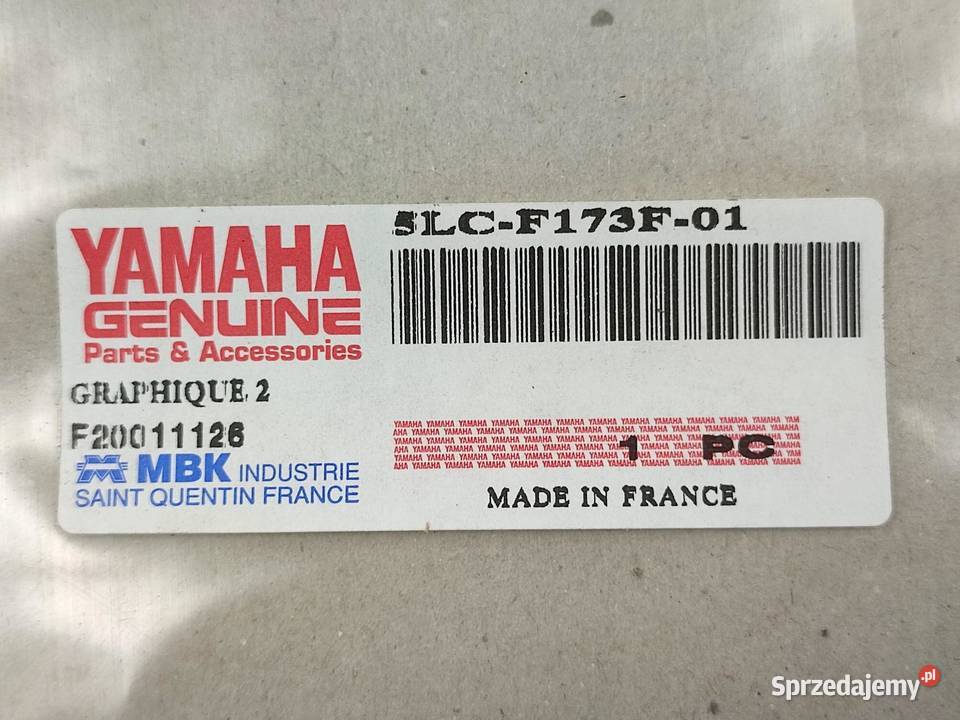 YAMAHA
GENUINE
Parts & Accessories
GRAPHIQUE 2
F20011126
MBK INDUSTRIE
SAINT QUENTIN FRANCE
5LC-F173F-01
1 PC
MADE IN FRANCE
Sprzedajemy.pl